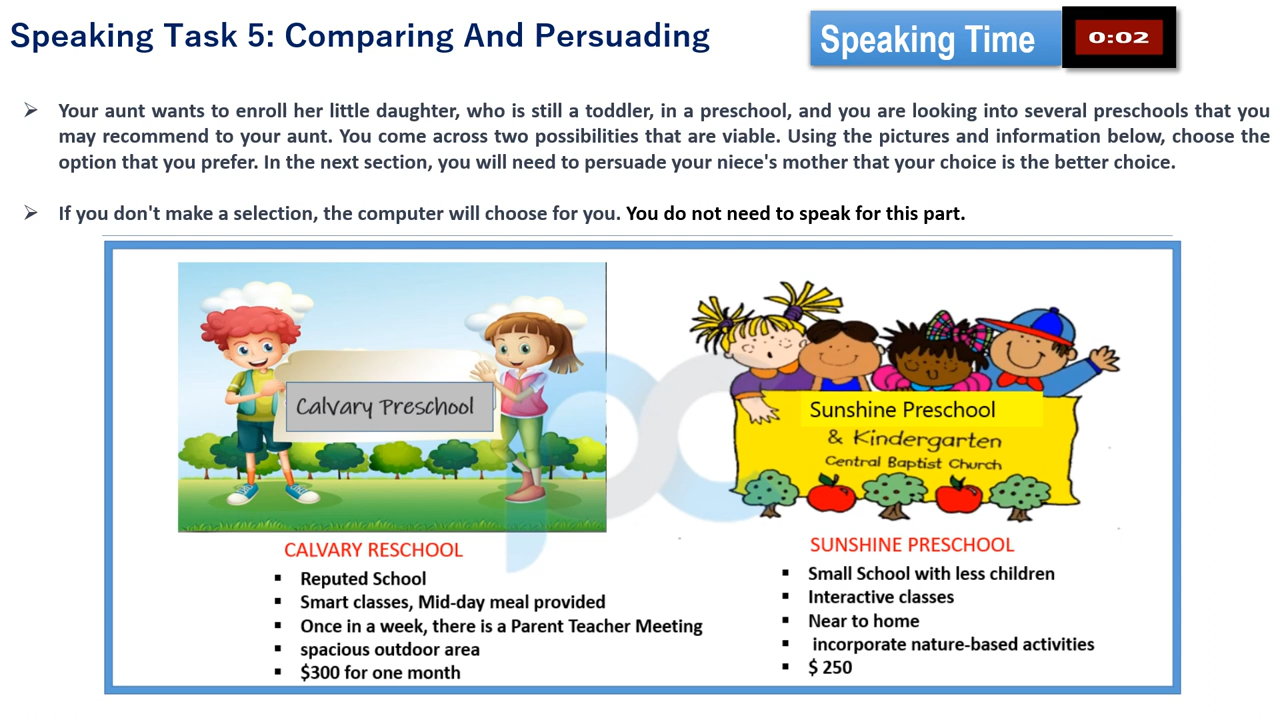 Speaking Task 5: Comparing And Persuading
Speaking Time
0:02
Your aunt wants to enroll her little daughter, who is still a toddler, in a preschool, and you are looking into several preschools that you
may recommend to your aunt. You come across two possibilities that are viable. Using the pictures and information below, choose the
option that you prefer. In the next section, you will need to persuade your niece's mother that your choice is the better choice.
If you don't make a selection, the computer will choose for you. You do not need to speak for this part.
Calvary Preschool
CALVARY RESCHOOL
Reputed School
Smart classes, Mid-day meal provided
Once in a week, there is a Parent Teacher Meeting
spacious outdoor area
$300 for one month
Sunshine Preschool
& Kindergarten
Central Baptist Church
SUNSHINE PRESCHOOL
Small School with less children
Interactive classes
Near to home
incorporate nature-based activities
$ 250